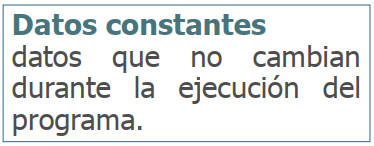 Datos constantes
datos que no cambian
durante la ejecución del
programa.